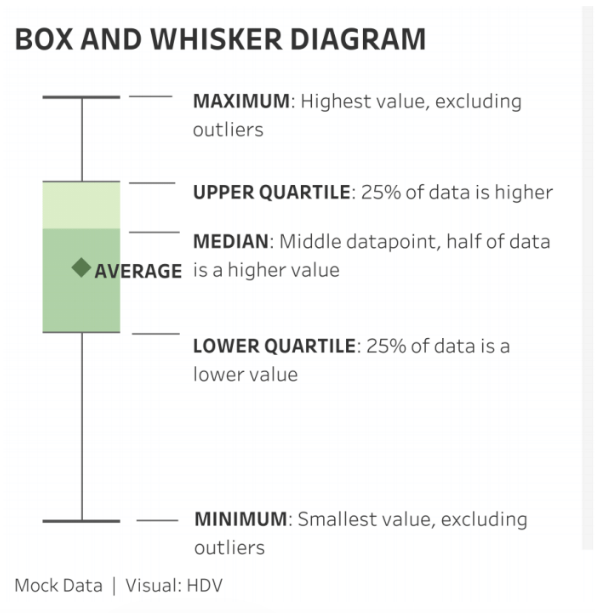 BOX AND WHISKER DIAGRAM
MAXIMUM: Highest value, excluding
outliers
UPPER QUARTILE: 25% of data is higher
MEDIAN: Middle datapoint, half of data
is a higher value
AVERAGE
LOWER QUARTILE: 25% of data is a
lower value
MINIMUM: Smallest value, excluding
outliers
Mock Data | Visual: HDV